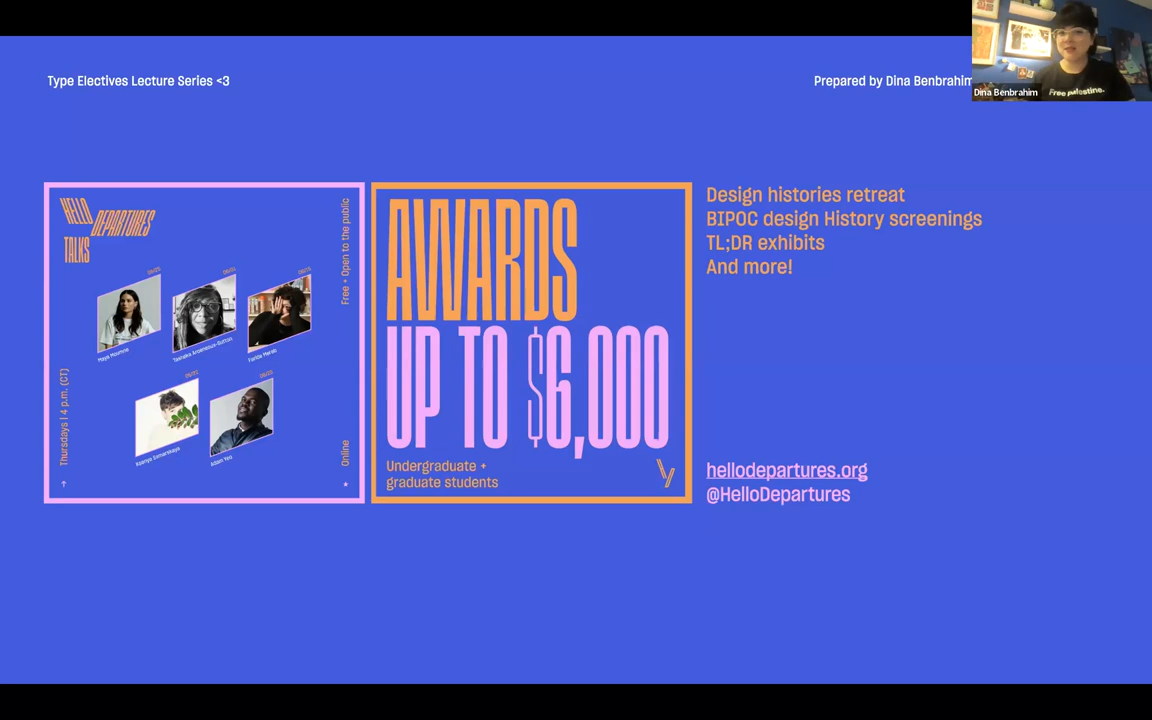 Type Electives Lecture Series <3
Prepared by Dina Benbrahim
Dina Benbrahim
Free palestine.
HELLO
DEPARTURES
TALKS
Free + Open to the public
Thursdays | 4 p.m. (CT)
Online
AWARDS
UP TO $6,000
Undergraduate +
graduate students
Design histories retreat
BIPOC design History screenings
TL;DR exhibits
And more!
hellodepartures.org
@HelloDepartures